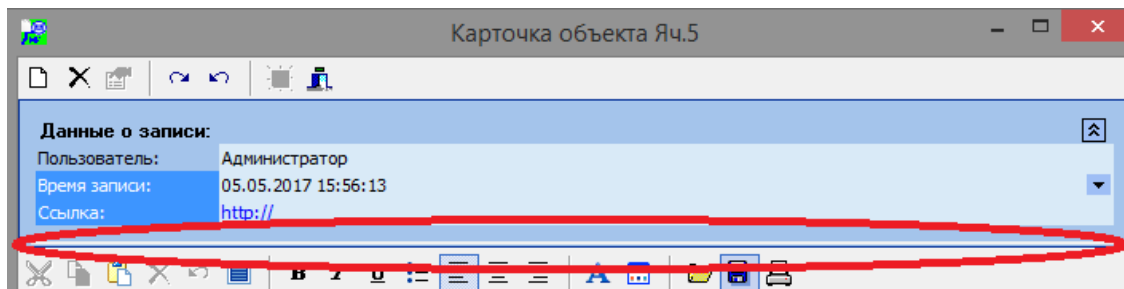 Карточка объекта Яч.5
Данные о записи:
Пользователь: Администратор
Время записи: 05.05.2017 15:56:13
Ссылка: http://